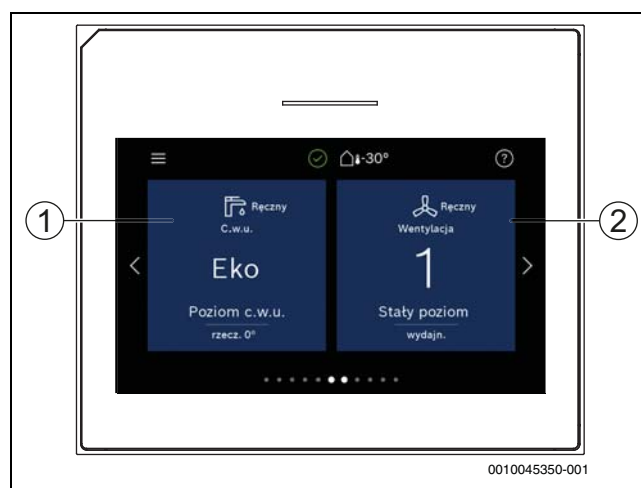 -30°
?
1
2
Ręczny
C.w.u.
Eko
Poziom c.w.u.
rzecz. 0°
Ręczny
Wentylacja
1
Stały poziom
wydajn.
0010045350-001